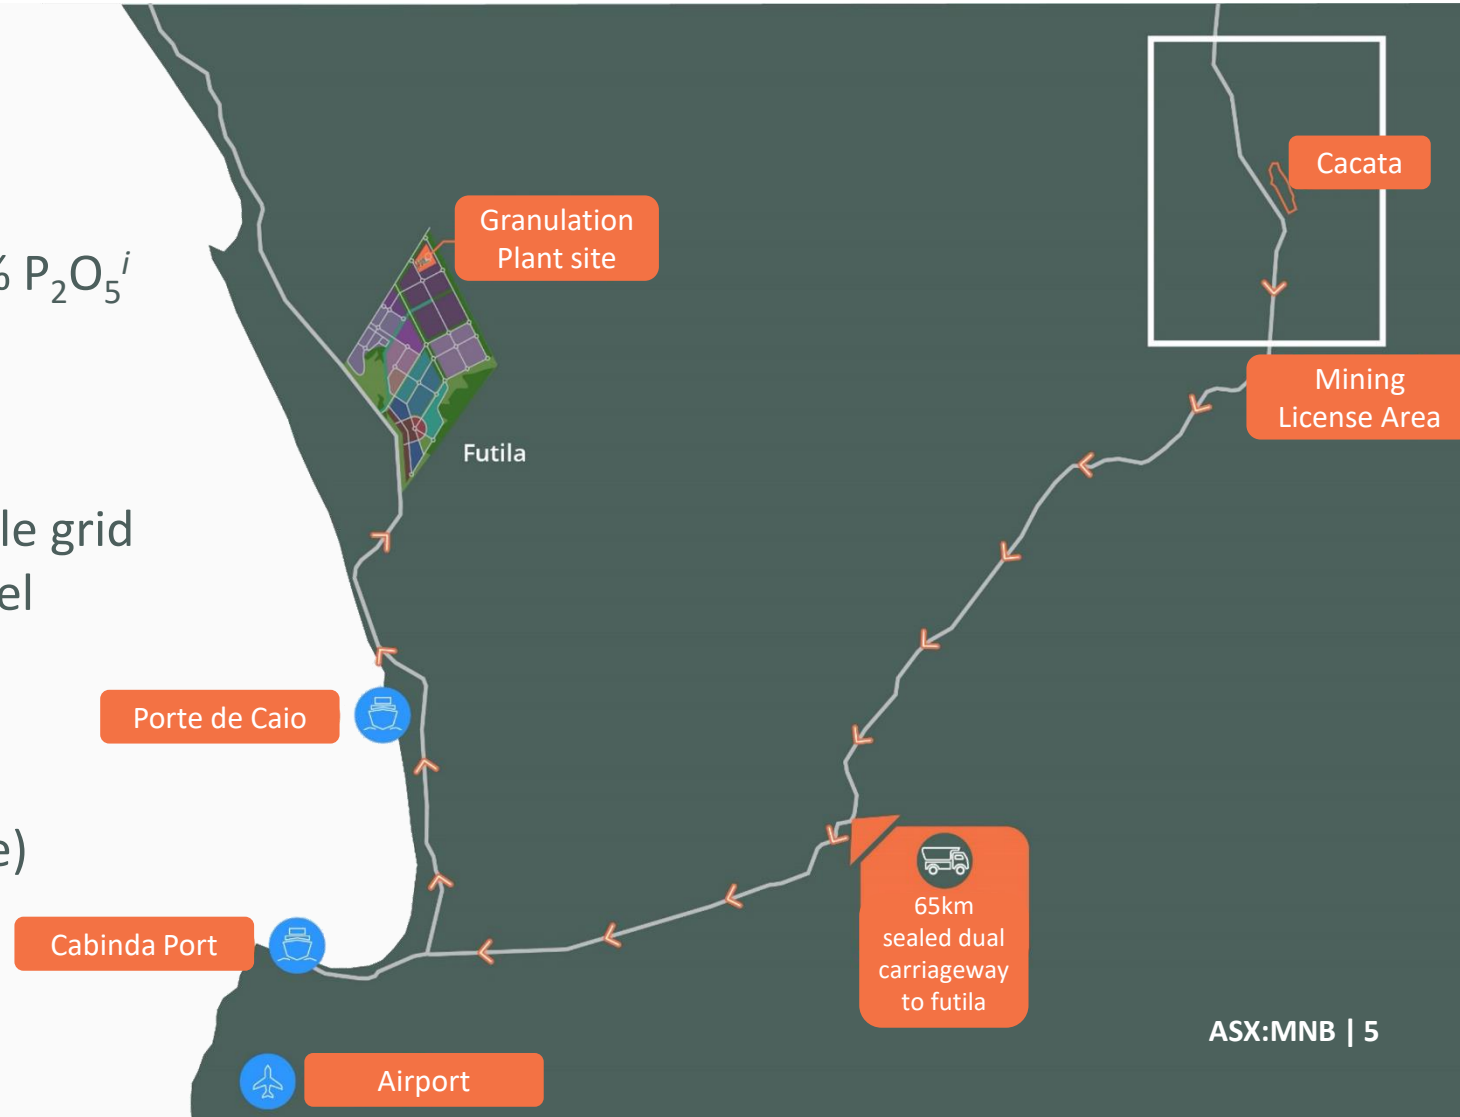 Cacata
Granulation
Plant site
% P₂O₅ⁱ
Mining
License Area
Futila
le grid
el
Porte de Caio
e)
65km
sealed dual
carriageway
to futila
Cabinda Port
ASX:MNB | 5
Airport